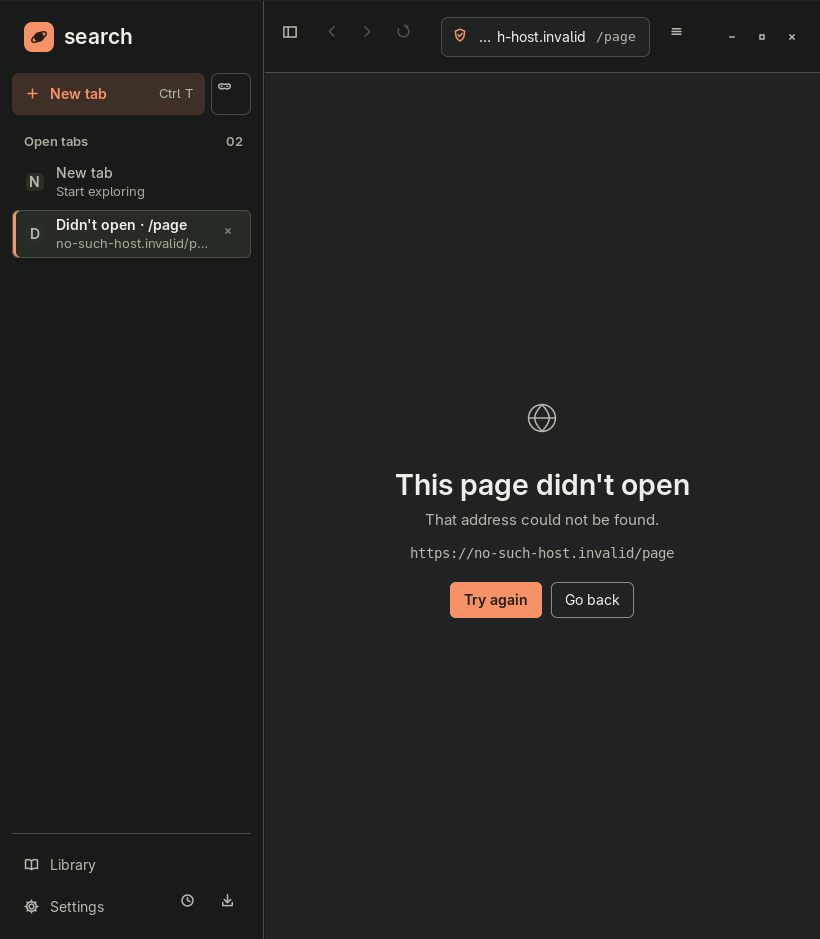 search
New tab Ctrl T
Open tabs 02
N New tab
Start exploring
D Didn't open · /page
no-such-host.invalid/p...
Library
Settings
... h-host.invalid /page
This page didn't open
That address could not be found.
https://no-such-host.invalid/page
Try again Go back